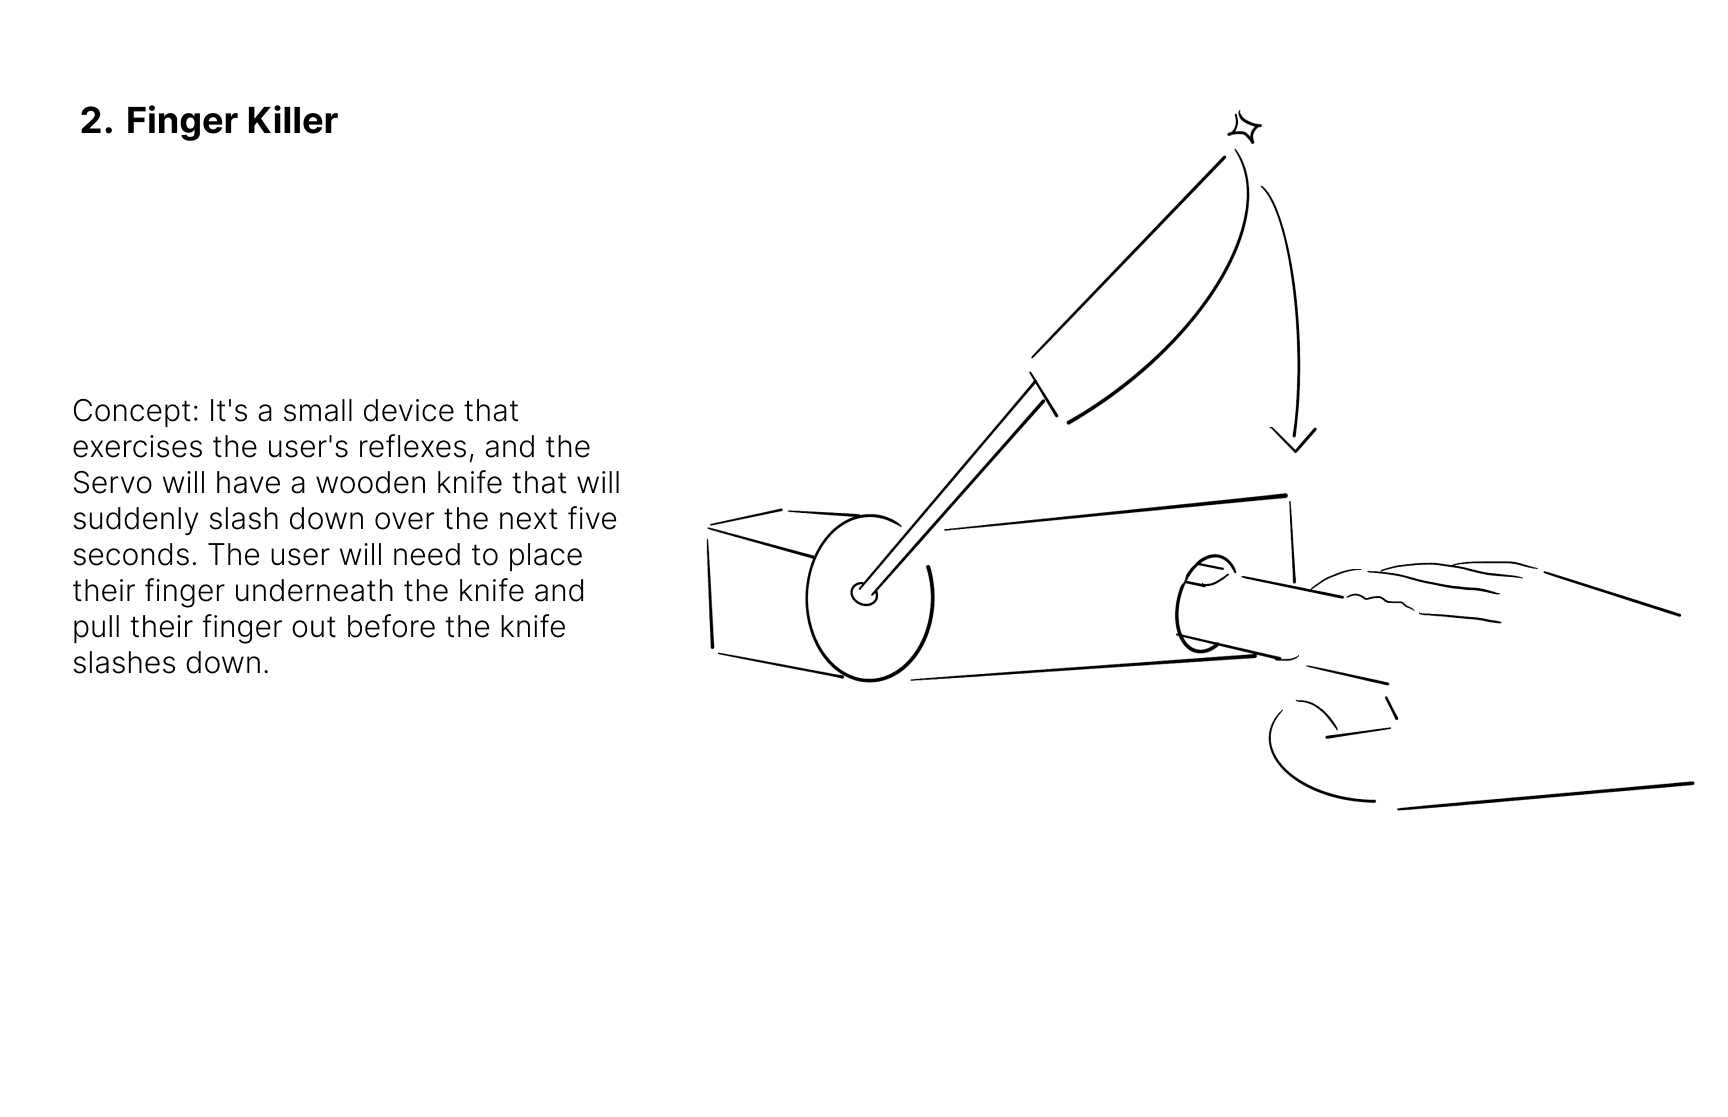 2. Finger Killer
Concept: It's a small device that
exercises the user's reflexes, and the
Servo will have a wooden knife that will
suddenly slash down over the next five
seconds. The user will need to place
their finger underneath the knife and
pull their finger out before the knife
slashes down.